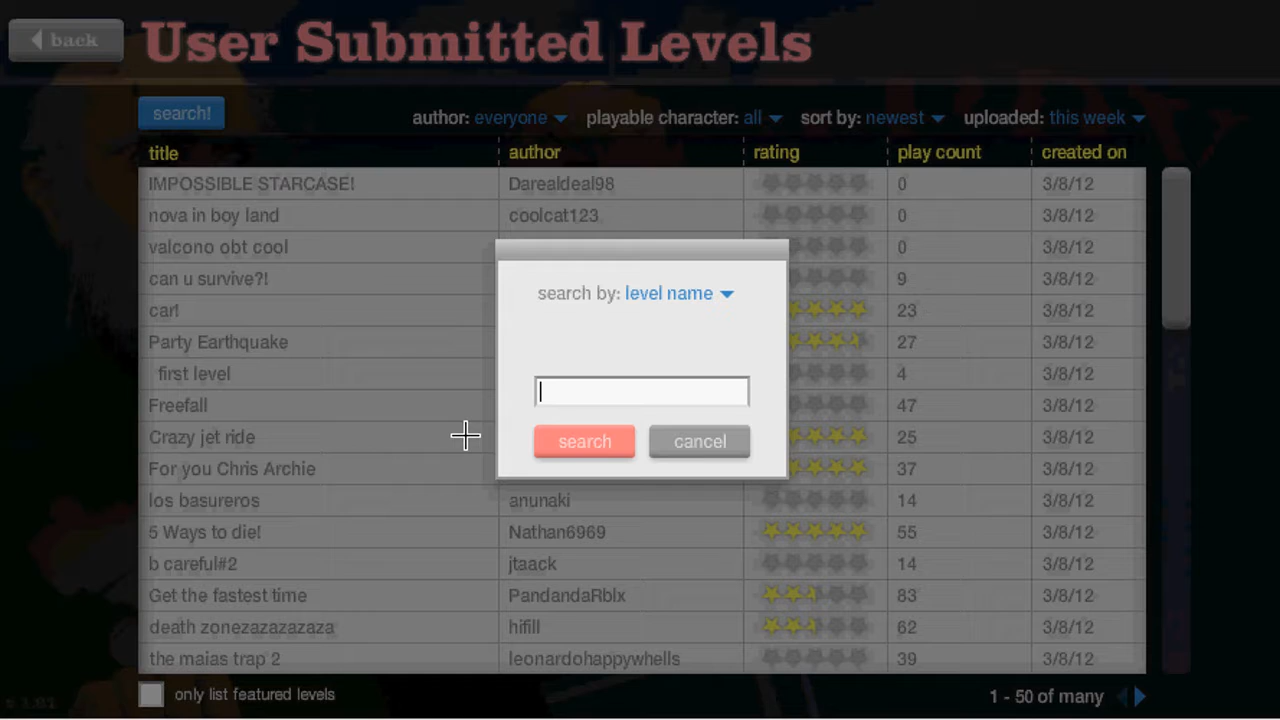 back
User Submitted Levels
search!
author: everyone playable character: all sort by: newest uploaded: this week
title author rating play count created on
IMPOSSIBLE STARCASE! Darealdeal98 0 3/8/12
nova in boy land coolcat123 0 3/8/12
valcono obt cool 0 3/8/12
can u survive?! 9 3/8/12
car! 23 3/8/12
Party Earthquake 27 3/8/12
first level 4 3/8/12
Freefall 47 3/8/12
Crazy jet ride 25 3/8/12
For you Chris Archie 37 3/8/12
los basureros anunaki 14 3/8/12
5 Ways to die! Nathan6969 55 3/8/12
b careful#2 jtaack 14 3/8/12
Get the fastest time PandandaRblx 83 3/8/12
death zonezazazazaza hifill 62 3/8/12
the maias trap 2 leonardohappywhells 39 3/8/12
search by: level name
search cancel
only list featured levels 1 - 50 of many